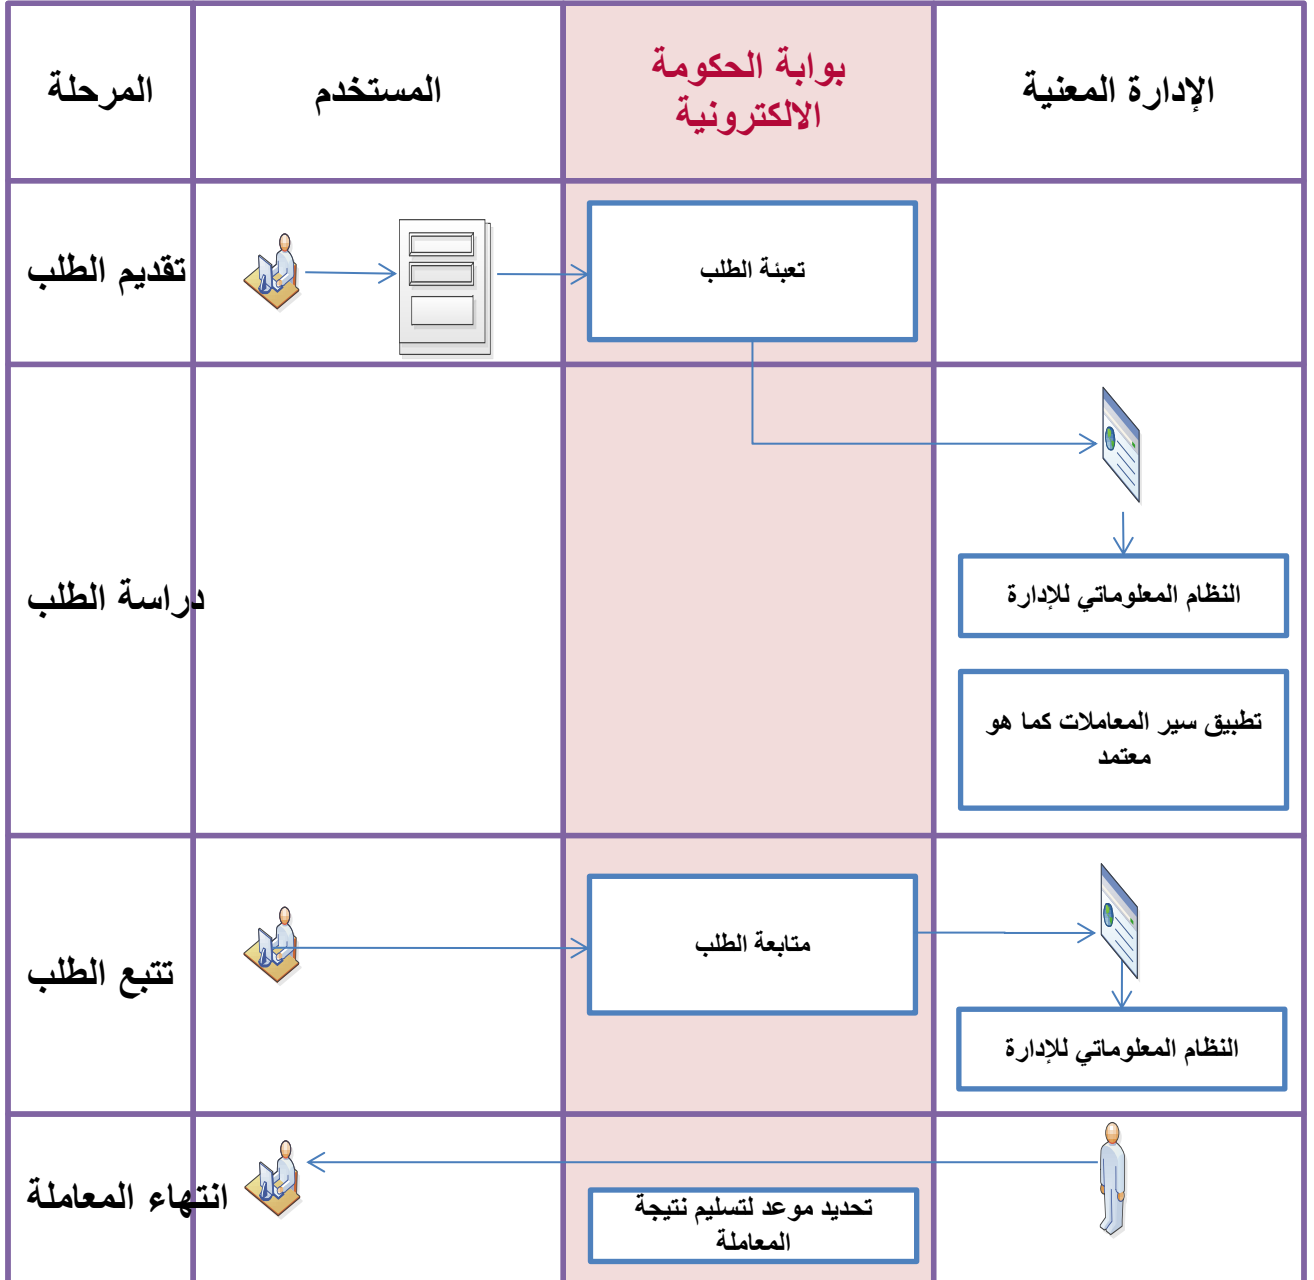 المرحلة
المستخدم
بوابة الحكومة
الالكترونية
الإدارة المعنية
تقديم الطلب
تعبئة الطلب
دراسة الطلب
النظام المعلوماتي للإدارة
تطبيق سير المعاملات كما هو
معتمد
تتبع الطلب
متابعة الطلب
النظام المعلوماتي للإدارة
انتهاء المعاملة
تحديد موعد لتسليم نتيجة
المعاملة